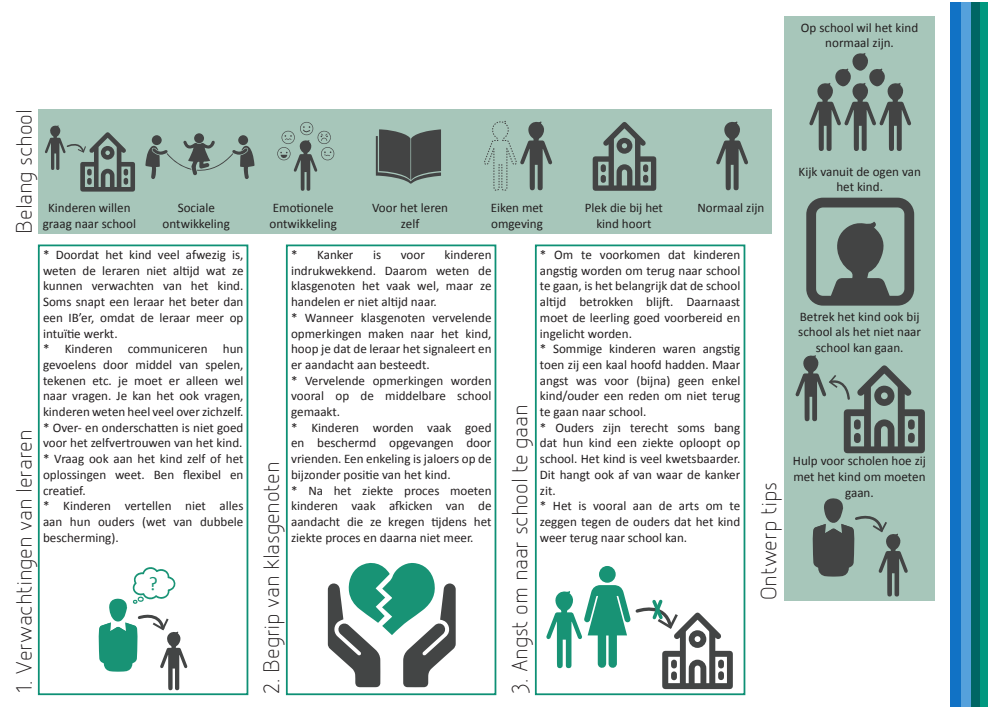 Belang school
Kinderen willen
graag naar school
Sociale
ontwikkeling
Emotionele
ontwikkeling
Voor het leren
zelf
Eiken met
omgeving
Plek die bij het
kind hoort
Normaal zijn
1. Verwachtingen van leraren
* Doordat het kind veel afwezig is,
weten de leraren niet altijd wat ze
kunnen verwachten van het kind.
Soms snapt een leraar het beter dan
een IB'er, omdat de leraar meer op
intuïtie werkt.
* Kinderen communiceren hun
gevoelens door middel van spelen,
tekenen etc. je moet er alleen wel
naar vragen. Je kan het ook vragen,
kinderen weten heel veel over zichzelf.
* Over- en onderschatten is niet goed
voor het zelfvertrouwen van het kind.
* Vraag ook aan het kind zelf of het
oplossingen weet. Ben flexibel en
creatief.
* Kinderen vertellen niet alles
aan hun ouders (wet van dubbele
bescherming).
?
2. Begrip van klasgenoten
* Kanker is voor kinderen
indrukwekkend. Daarom weten de
klasgenoten het vaak wel, maar ze
handelen er niet altijd naar.
* Wanneer klasgenoten vervelende
opmerkingen maken naar het kind,
hoop je dat de leraar het signaleert en
er aandacht aan besteedt.
* Vervelende opmerkingen worden
vooral op de middelbare school
gemaakt.
* Kinderen worden vaak goed
en beschermd opgevangen door
vrienden. Een enkeling is jaloers op de
bijzonder positie van het kind.
* Na het ziekte proces moeten
kinderen vaak afkicken van de
aandacht die ze kregen tijdens het
ziekte proces en daarna niet meer.
3. Angst om naar school te gaan
* Om te voorkomen dat kinderen
angstig worden om terug naar school
te gaan, is het belangrijk dat de school
altijd betrokken blijft. Daarnaast
moet de leerling goed voorbereid en
ingelicht worden.
* Sommige kinderen waren angstig
toen zij een kaal hoofd hadden. Maar
angst was voor (bijna) geen enkel
kind/ouder een reden om niet terug
te gaan naar school.
* Ouders zijn terecht soms bang
dat hun kind een ziekte oploopt op
school. Het kind is veel kwetsbaarder.
Dit hangt ook af van waar de kanker
zit.
* Het is vooral aan de arts om te
zeggen tegen de ouders dat het kind
weer terug naar school kan.
Ontwerp tips
Op school wil het kind
normaal zijn.
Kijk vanuit de ogen van
het kind.
Betrek het kind ook bij
school als het niet naar
school kan gaan.
Hulp voor scholen hoe zij
met het kind om moeten
gaan.